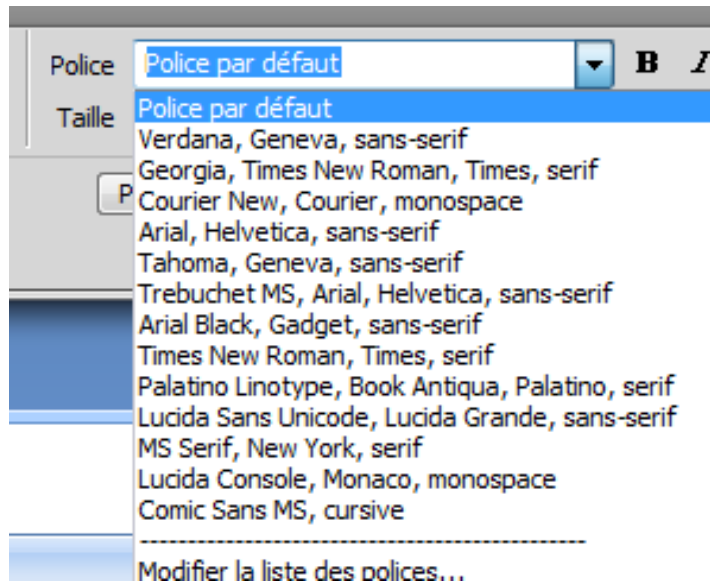 Police Police par défaut B I
Taille Police par défaut
Verdana, Geneva, sans-serif
Georgia, Times New Roman, Times, serif
P Courier New, Courier, monospace
Arial, Helvetica, sans-serif
Tahoma, Geneva, sans-serif
Trebuchet MS, Arial, Helvetica, sans-serif
Arial Black, Gadget, sans-serif
Times New Roman, Times, serif
Palatino Linotype, Book Antiqua, Palatino, serif
Lucida Sans Unicode, Lucida Grande, sans-serif
MS Serif, New York, serif
Lucida Console, Monaco, monospace
Comic Sans MS, cursive
----------------------------------------------
Modifier la liste des polices...